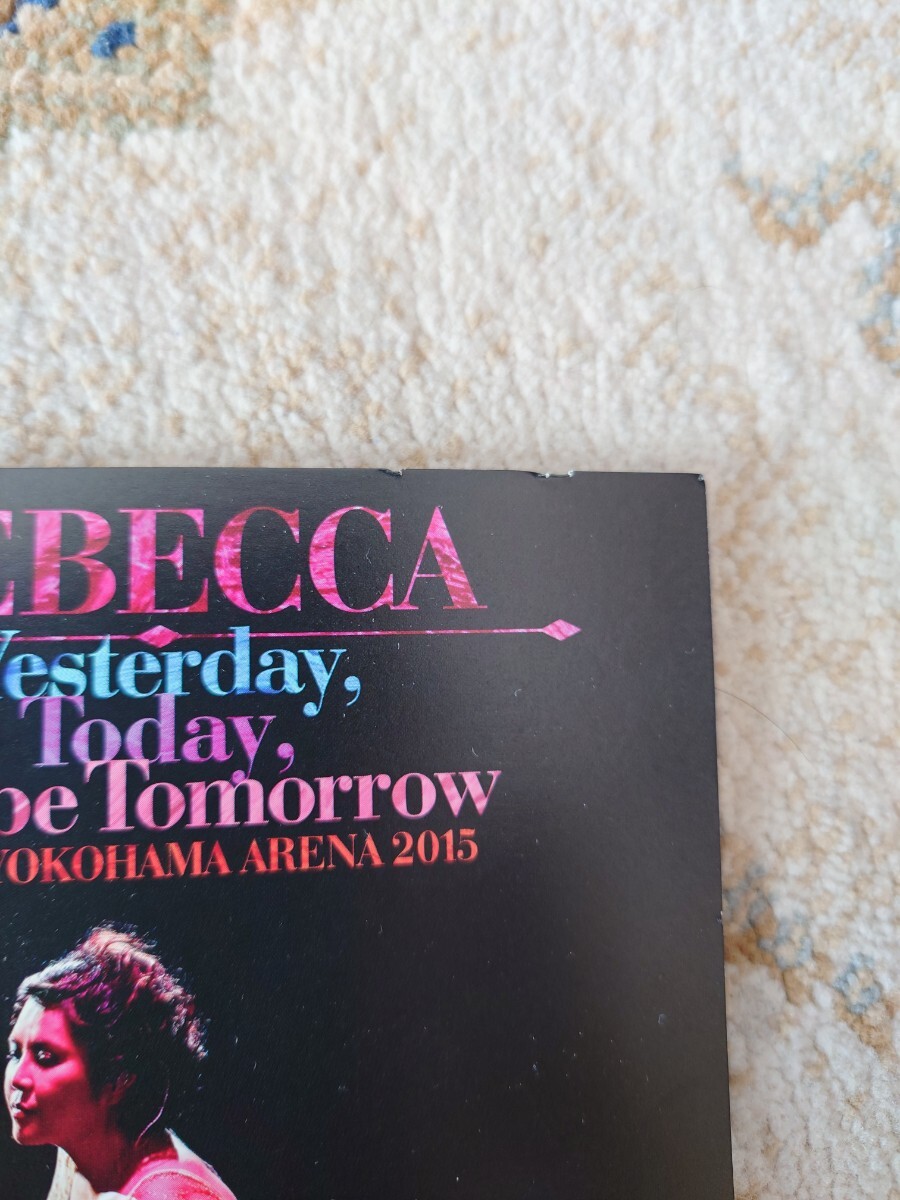 EBECCA
Yesterday,
Today,
be Tomorrow
YOKOHAMA ARENA 2015